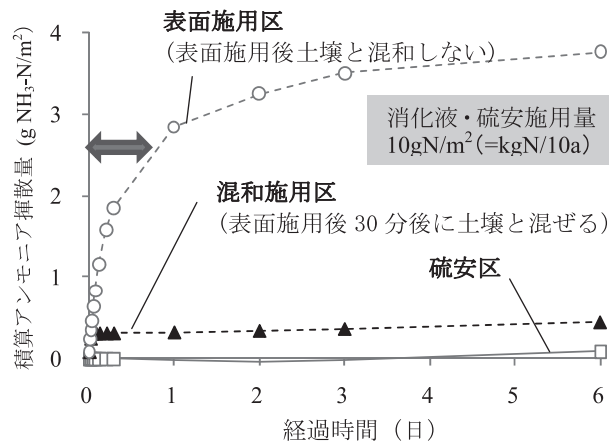 積算アンモニア揮散量 (g NH₃-N/m²)
4
3
2
1
0
表面施用区
(表面施用後土壌と混和しない)
消化液・硫安施用量
10gN/m²(=kgN/10a)
混和施用区
(表面施用後 30 分後に土壌と混ぜる)
硫安区
0 1 2 3 4 5 6
経過時間（日）